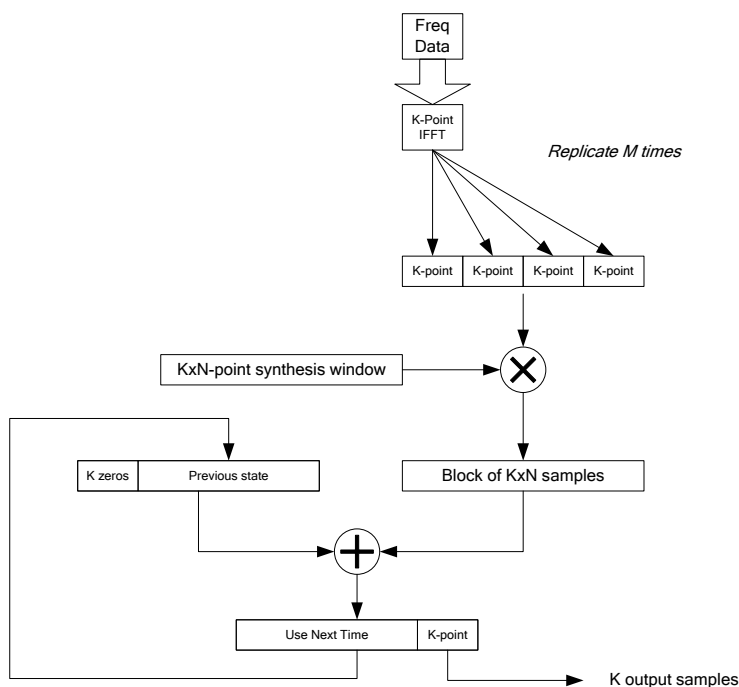 Freq
Data
K-Point
IFFT
Replicate M times
K-point K-point K-point K-point
KxN-point synthesis window
K zeros Previous state
Block of KxN samples
Use Next Time K-point
K output samples